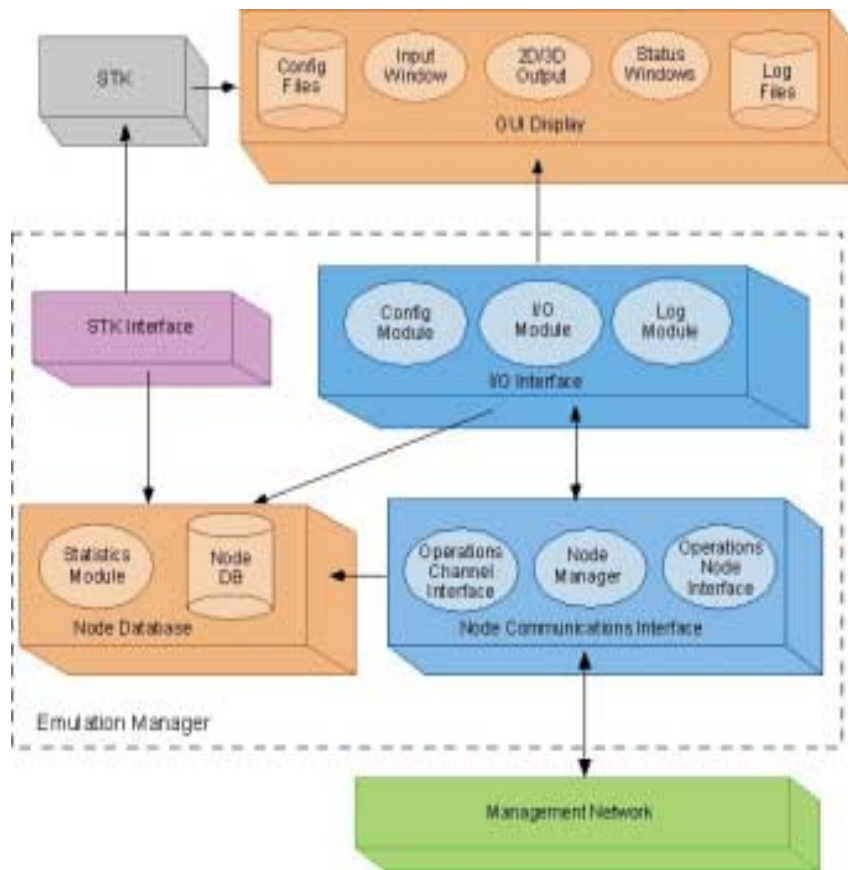 STK
Config
Files
Input
Window
2D/3D
Output
Status
Windows
Log
Files
GUI Display
STK Interface
Config
Module
I/O
Module
Log
Module
I/O Interface
Statistics
Module
Node
DB
Node Database
Operations
Channel
Interface
Node
Manager
Operations
Node
Interface
Node Communications Interface
Emulation Manager
Management Network